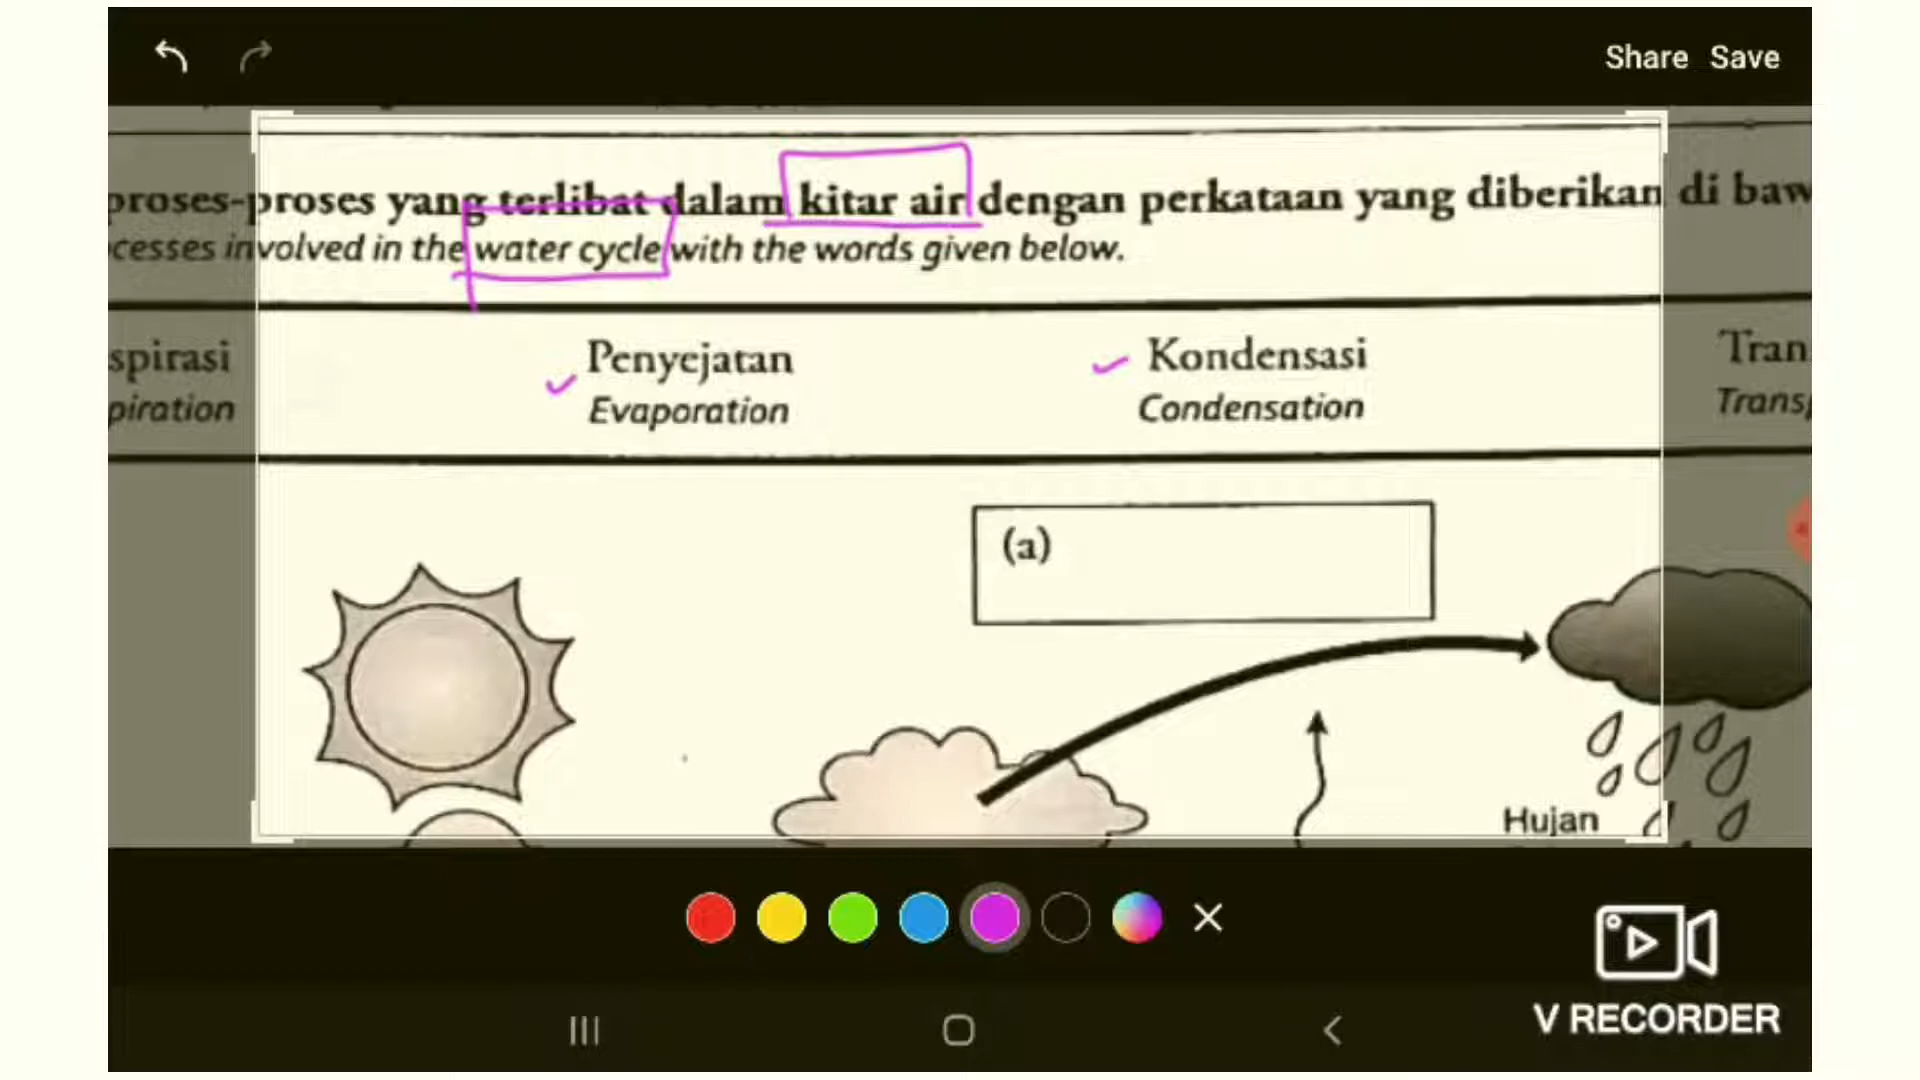 Share Save
proses-proses yang terlibat dalam kitar air dengan perkataan yang diberikan di baw
cesses involved in the water cycle with the words given below.
spirasi Penyejatan Kondensasi Tran
piration Evaporation Condensation Trans
(a)
Hujan
V RECORDER